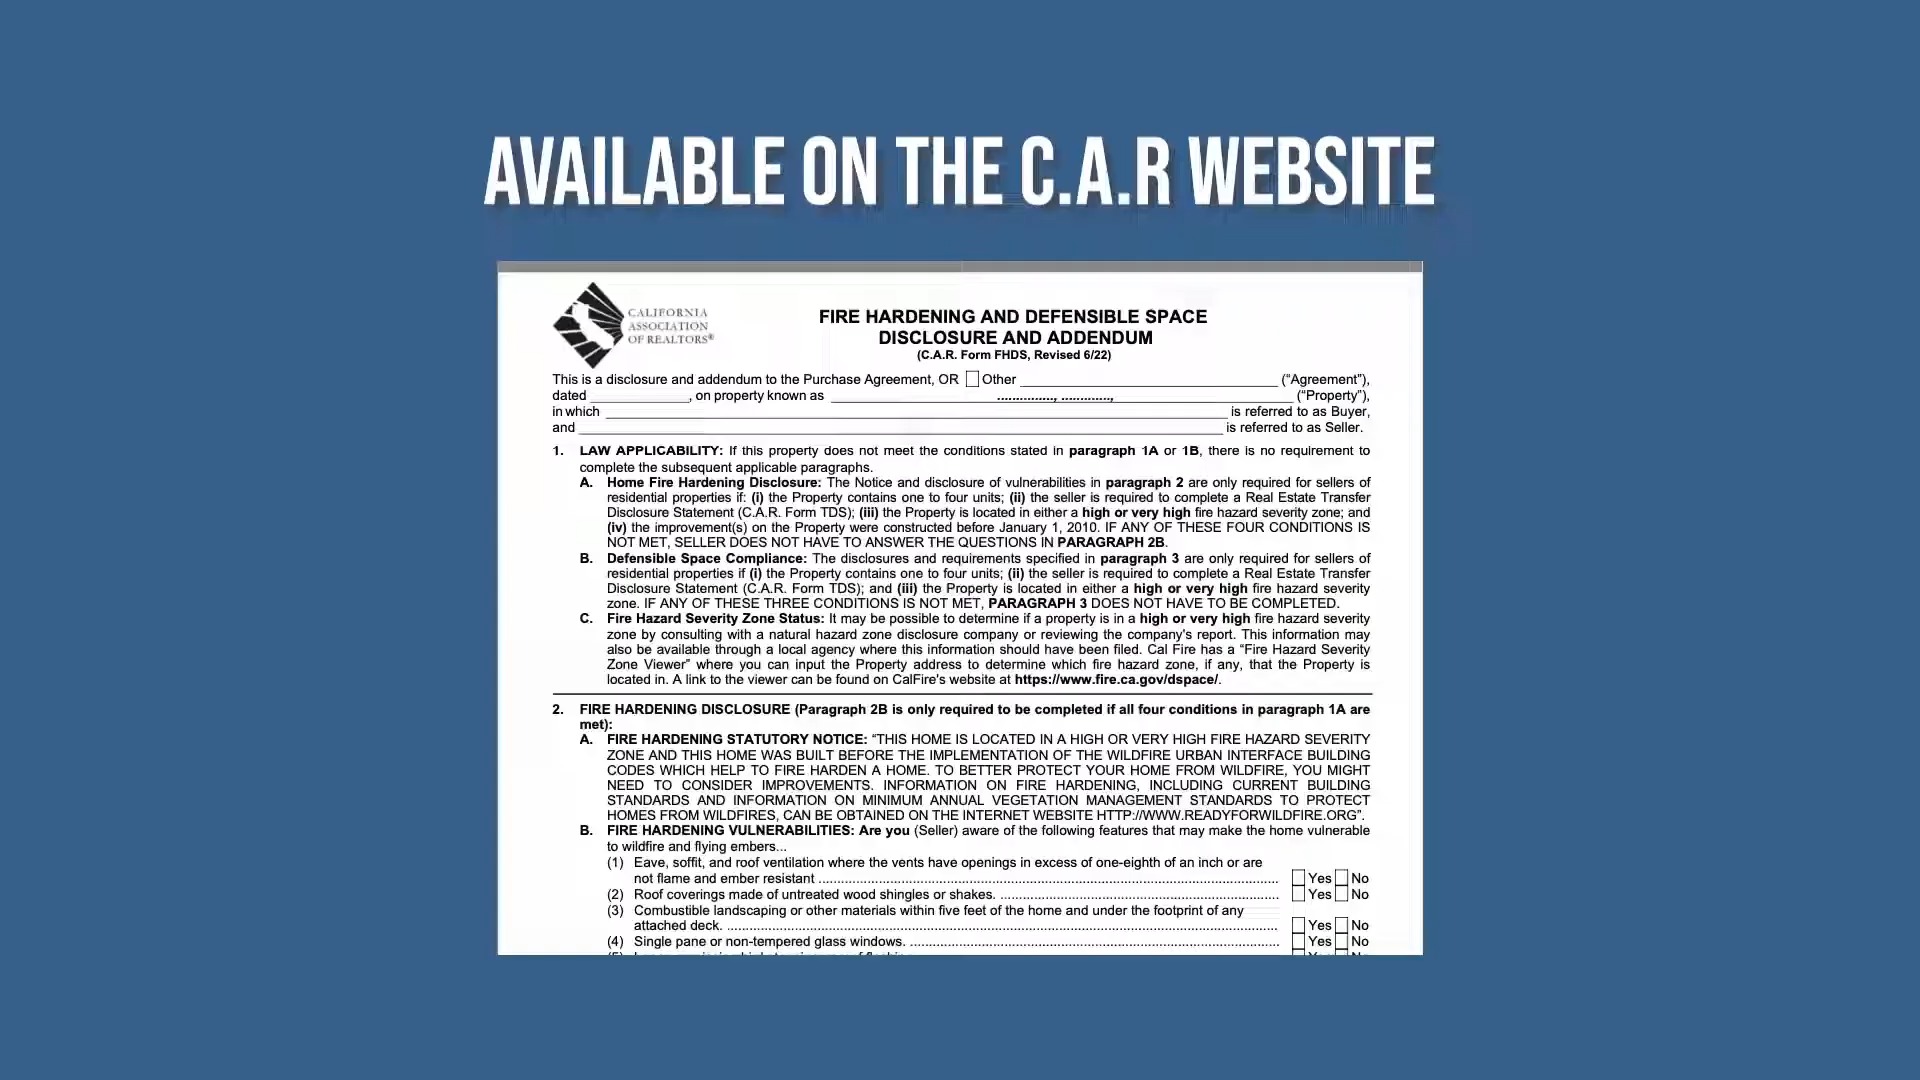 AVAILABLE ON THE C.A.R WEBSITE
CALIFORNIA
ASSOCIATION
OF REALTORS®
FIRE HARDENING AND DEFENSIBLE SPACE
DISCLOSURE AND ADDENDUM
(C.A.R. Form FHDS, Revised 6/22)
This is a disclosure and addendum to the Purchase Agreement, OR Other ("Agreement"),
dated , on property known as ("Property"),
in which is referred to as Buyer,
and is referred to as Seller.
1. LAW APPLICABILITY: If this property does not meet the conditions stated in paragraph 1A or 1B, there is no requirement to
complete the subsequent applicable paragraphs.
A. Home Fire Hardening Disclosure: The Notice and disclosure of vulnerabilities in paragraph 2 are only required for sellers of
residential properties if: (i) the Property contains one to four units; (ii) the seller is required to complete a Real Estate Transfer
Disclosure Statement (C.A.R. Form TDS); (iii) the Property is located in either a high or very high fire hazard severity zone; and
(iv) the improvement(s) on the Property were constructed before January 1, 2010. IF ANY OF THESE FOUR CONDITIONS IS
NOT MET, SELLER DOES NOT HAVE TO ANSWER THE QUESTIONS IN PARAGRAPH 2B.
B. Defensible Space Compliance: The disclosures and requirements specified in paragraph 3 are only required for sellers of
residential properties if (i) the Property contains one to four units; (ii) the seller is required to complete a Real Estate Transfer
Disclosure Statement (C.A.R. Form TDS); and (iii) the Property is located in either a high or very high fire hazard severity
zone. IF ANY OF THESE THREE CONDITIONS IS NOT MET, PARAGRAPH 3 DOES NOT HAVE TO BE COMPLETED.
C. Fire Hazard Severity Zone Status: It may be possible to determine if a property is in a high or very high fire hazard severity
zone by consulting with a natural hazard zone disclosure company or reviewing the company's report. This information may
also be available through a local agency where this information should have been filed. Cal Fire has a "Fire Hazard Severity
Zone Viewer" where you can input the Property address to determine which fire hazard zone, if any, that the Property is
located in. A link to the viewer can be found on CalFire's website at https://www.fire.ca.gov/dspace/.
2. FIRE HARDENING DISCLOSURE (Paragraph 2B is only required to be completed if all four conditions in paragraph 1A are
met):
A. FIRE HARDENING STATUTORY NOTICE: "THIS HOME IS LOCATED IN A HIGH OR VERY HIGH FIRE HAZARD SEVERITY
ZONE AND THIS HOME WAS BUILT BEFORE THE IMPLEMENTATION OF THE WILDFIRE URBAN INTERFACE BUILDING
CODES WHICH HELP TO FIRE HARDEN A HOME. TO BETTER PROTECT YOUR HOME FROM WILDFIRE, YOU MIGHT
NEED TO CONSIDER IMPROVEMENTS. INFORMATION ON FIRE HARDENING, INCLUDING CURRENT BUILDING
STANDARDS AND INFORMATION ON MINIMUM ANNUAL VEGETATION MANAGEMENT STANDARDS TO PROTECT
HOMES FROM WILDFIRES, CAN BE OBTAINED ON THE INTERNET WEBSITE HTTP://WWW.READYFORWILDFIRE.ORG".
B. FIRE HARDENING VULNERABILITIES: Are you (Seller) aware of the following features that may make the home vulnerable
to wildfire and flying embers...
(1) Eave, soffit, and roof ventilation where the vents have openings in excess of one-eighth of an inch or are
not flame and ember resistant Yes No
(2) Roof coverings made of untreated wood shingles or shakes. Yes No
(3) Combustible landscaping or other materials within five feet of the home and under the footprint of any
attached deck. Yes No
(4) Single pane or non-tempered glass windows. Yes No